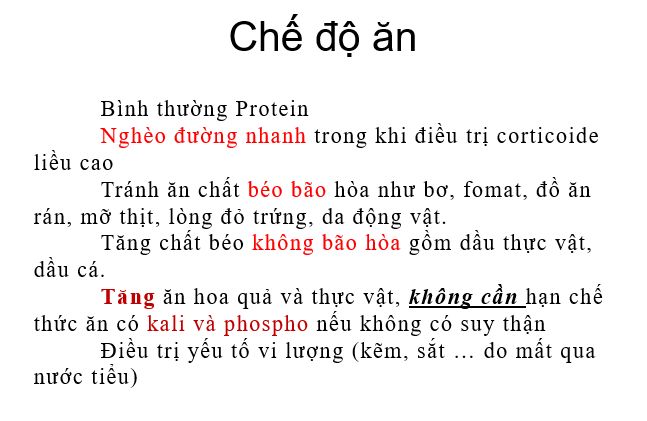 Chế độ ăn
Bình thường Protein
Nghèo đường nhanh trong khi điều trị corticoide
liều cao
Tránh ăn chất béo bão hòa như bơ, fomat, đồ ăn
rán, mỡ thịt, lòng đỏ trứng, da động vật.
Tăng chất béo không bão hòa gồm dầu thực vật,
dầu cá.
Tăng ăn hoa quả và thực vật, không cần hạn chế
thức ăn có kali và phospho nếu không có suy thận
Điều trị yếu tố vi lượng (kẽm, sắt … do mất qua
nước tiểu)